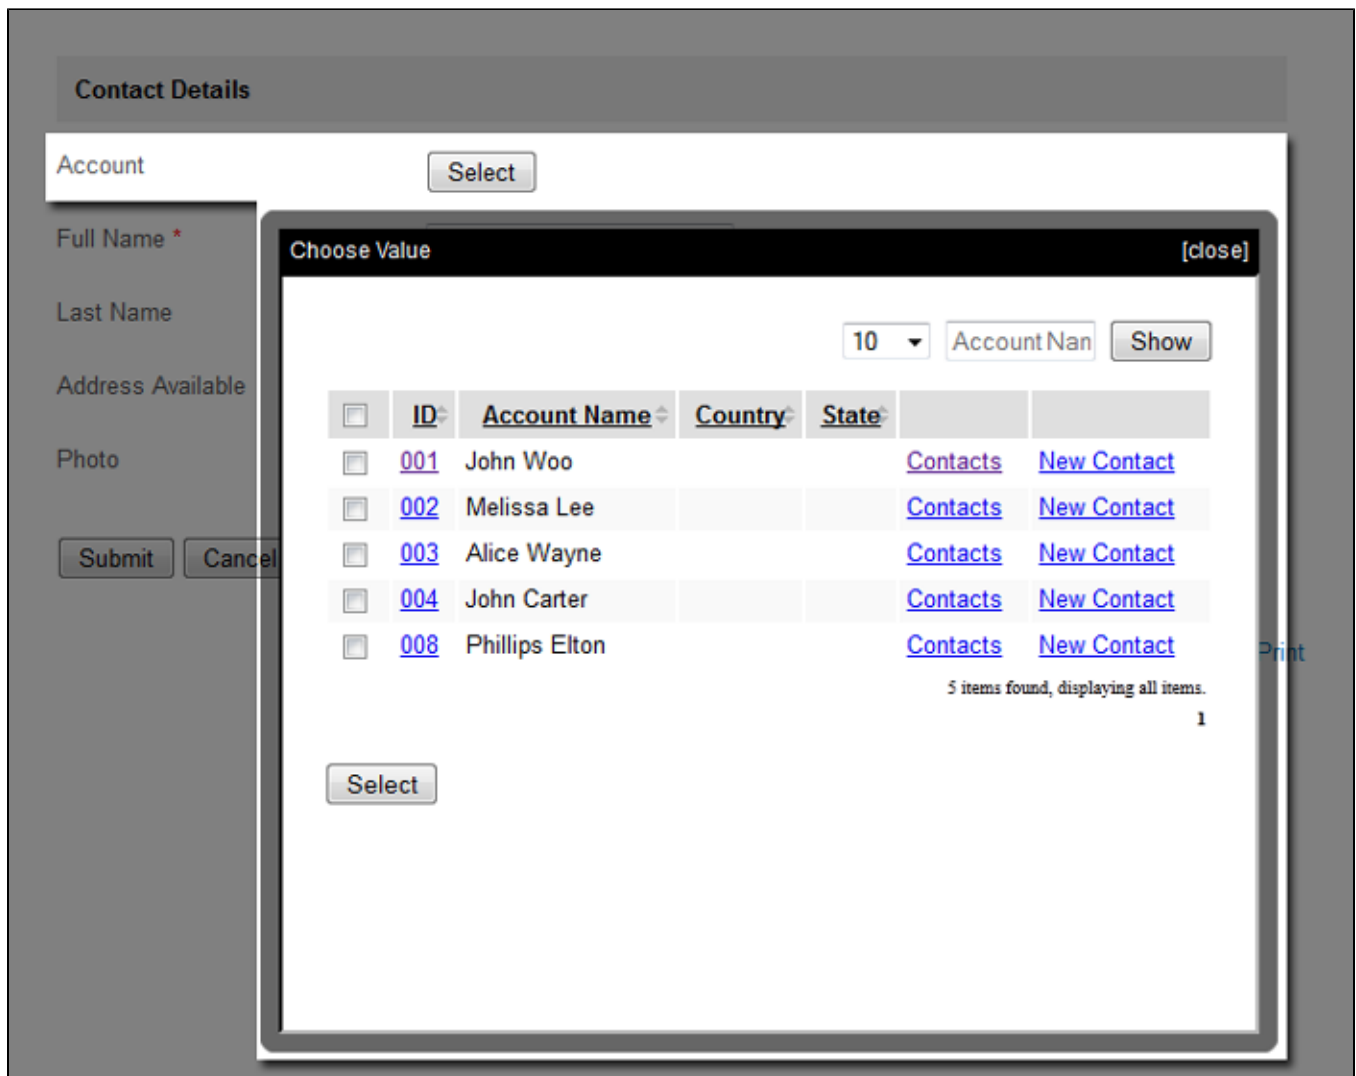 Contact Details
Account
Select
Full Name *
Choose Value
[close]
Last Name
10
Account Nan
Show
Address Available
ID Account Name Country State
Photo
001 John Woo Contacts New Contact
002 Melissa Lee Contacts New Contact
Submit
Cancel
003 Alice Wayne Contacts New Contact
004 John Carter Contacts New Contact
008 Phillips Elton Contacts New Contact
Print
5 items found, displaying all items.
1
Select